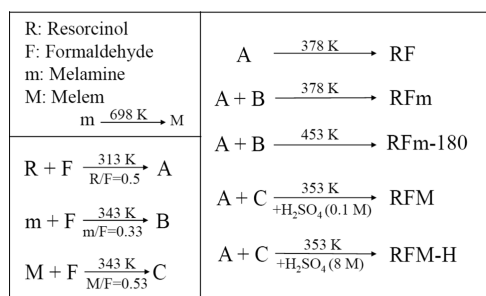 R: Resorcinol
F: Formaldehyde
m: Melamine
M: Melem
m 698 K M
R + F 313 K R/F=0.5 A
m + F 343 K m/F=0.33 B
M + F 343 K M/F=0.53 C
A 378 K RF
A + B 378 K RFm
A + B 453 K RFm-180
A + C 353 K +H₂SO₄ (0.1 M) RFM
A + C 353 K +H₂SO₄ (8 M) RFM-H